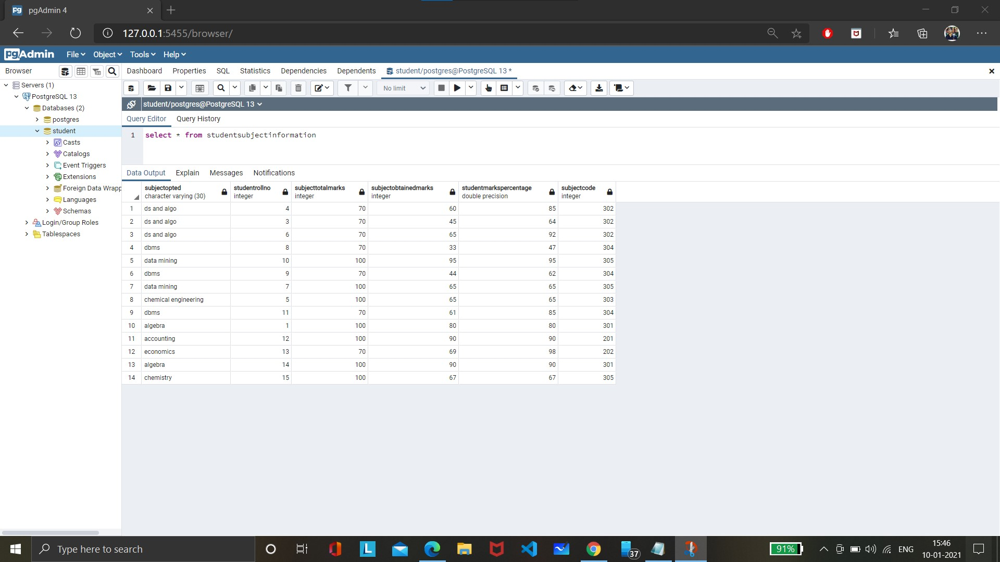 pgAdmin 4
127.0.0.1:5455/browser/
pgAdmin File Object Tools Help
Browser Dashboard Properties SQL Statistics Dependencies Dependents student/postgres@PostgreSQL 13 *
Servers (1)
PostgreSQL 13
Databases (2)
postgres
student
Casts
Catalogs
Event Triggers
Extensions
Foreign Data Wrapp
Languages
Schemas
Login/Group Roles
Tablespaces
No limit
student/postgres@PostgreSQL 13
Query Editor Query History
1 select * from studentsubjectinformation
Data Output Explain Messages Notifications
subjectopted studentrollno subjecttotalmarks subjectobtainedmarks studentmarkspercentage subjectcode
character varying (30) integer integer integer double precision integer
1 ds and algo 4 70 60 85 302
2 ds and algo 3 70 45 64 302
3 ds and algo 6 70 65 92 302
4 dbms 8 70 33 47 304
5 data mining 10 100 95 95 305
6 dbms 9 70 44 62 304
7 data mining 7 100 65 65 305
8 chemical engineering 5 100 65 65 303
9 dbms 11 70 61 85 304
10 algebra 1 100 80 80 301
11 accounting 12 100 90 90 201
12 economics 13 70 69 98 202
13 algebra 14 100 90 90 301
14 chemistry 15 100 67 67 305
Type here to search
L
37
91%
ENG
15:46
10-01-2021